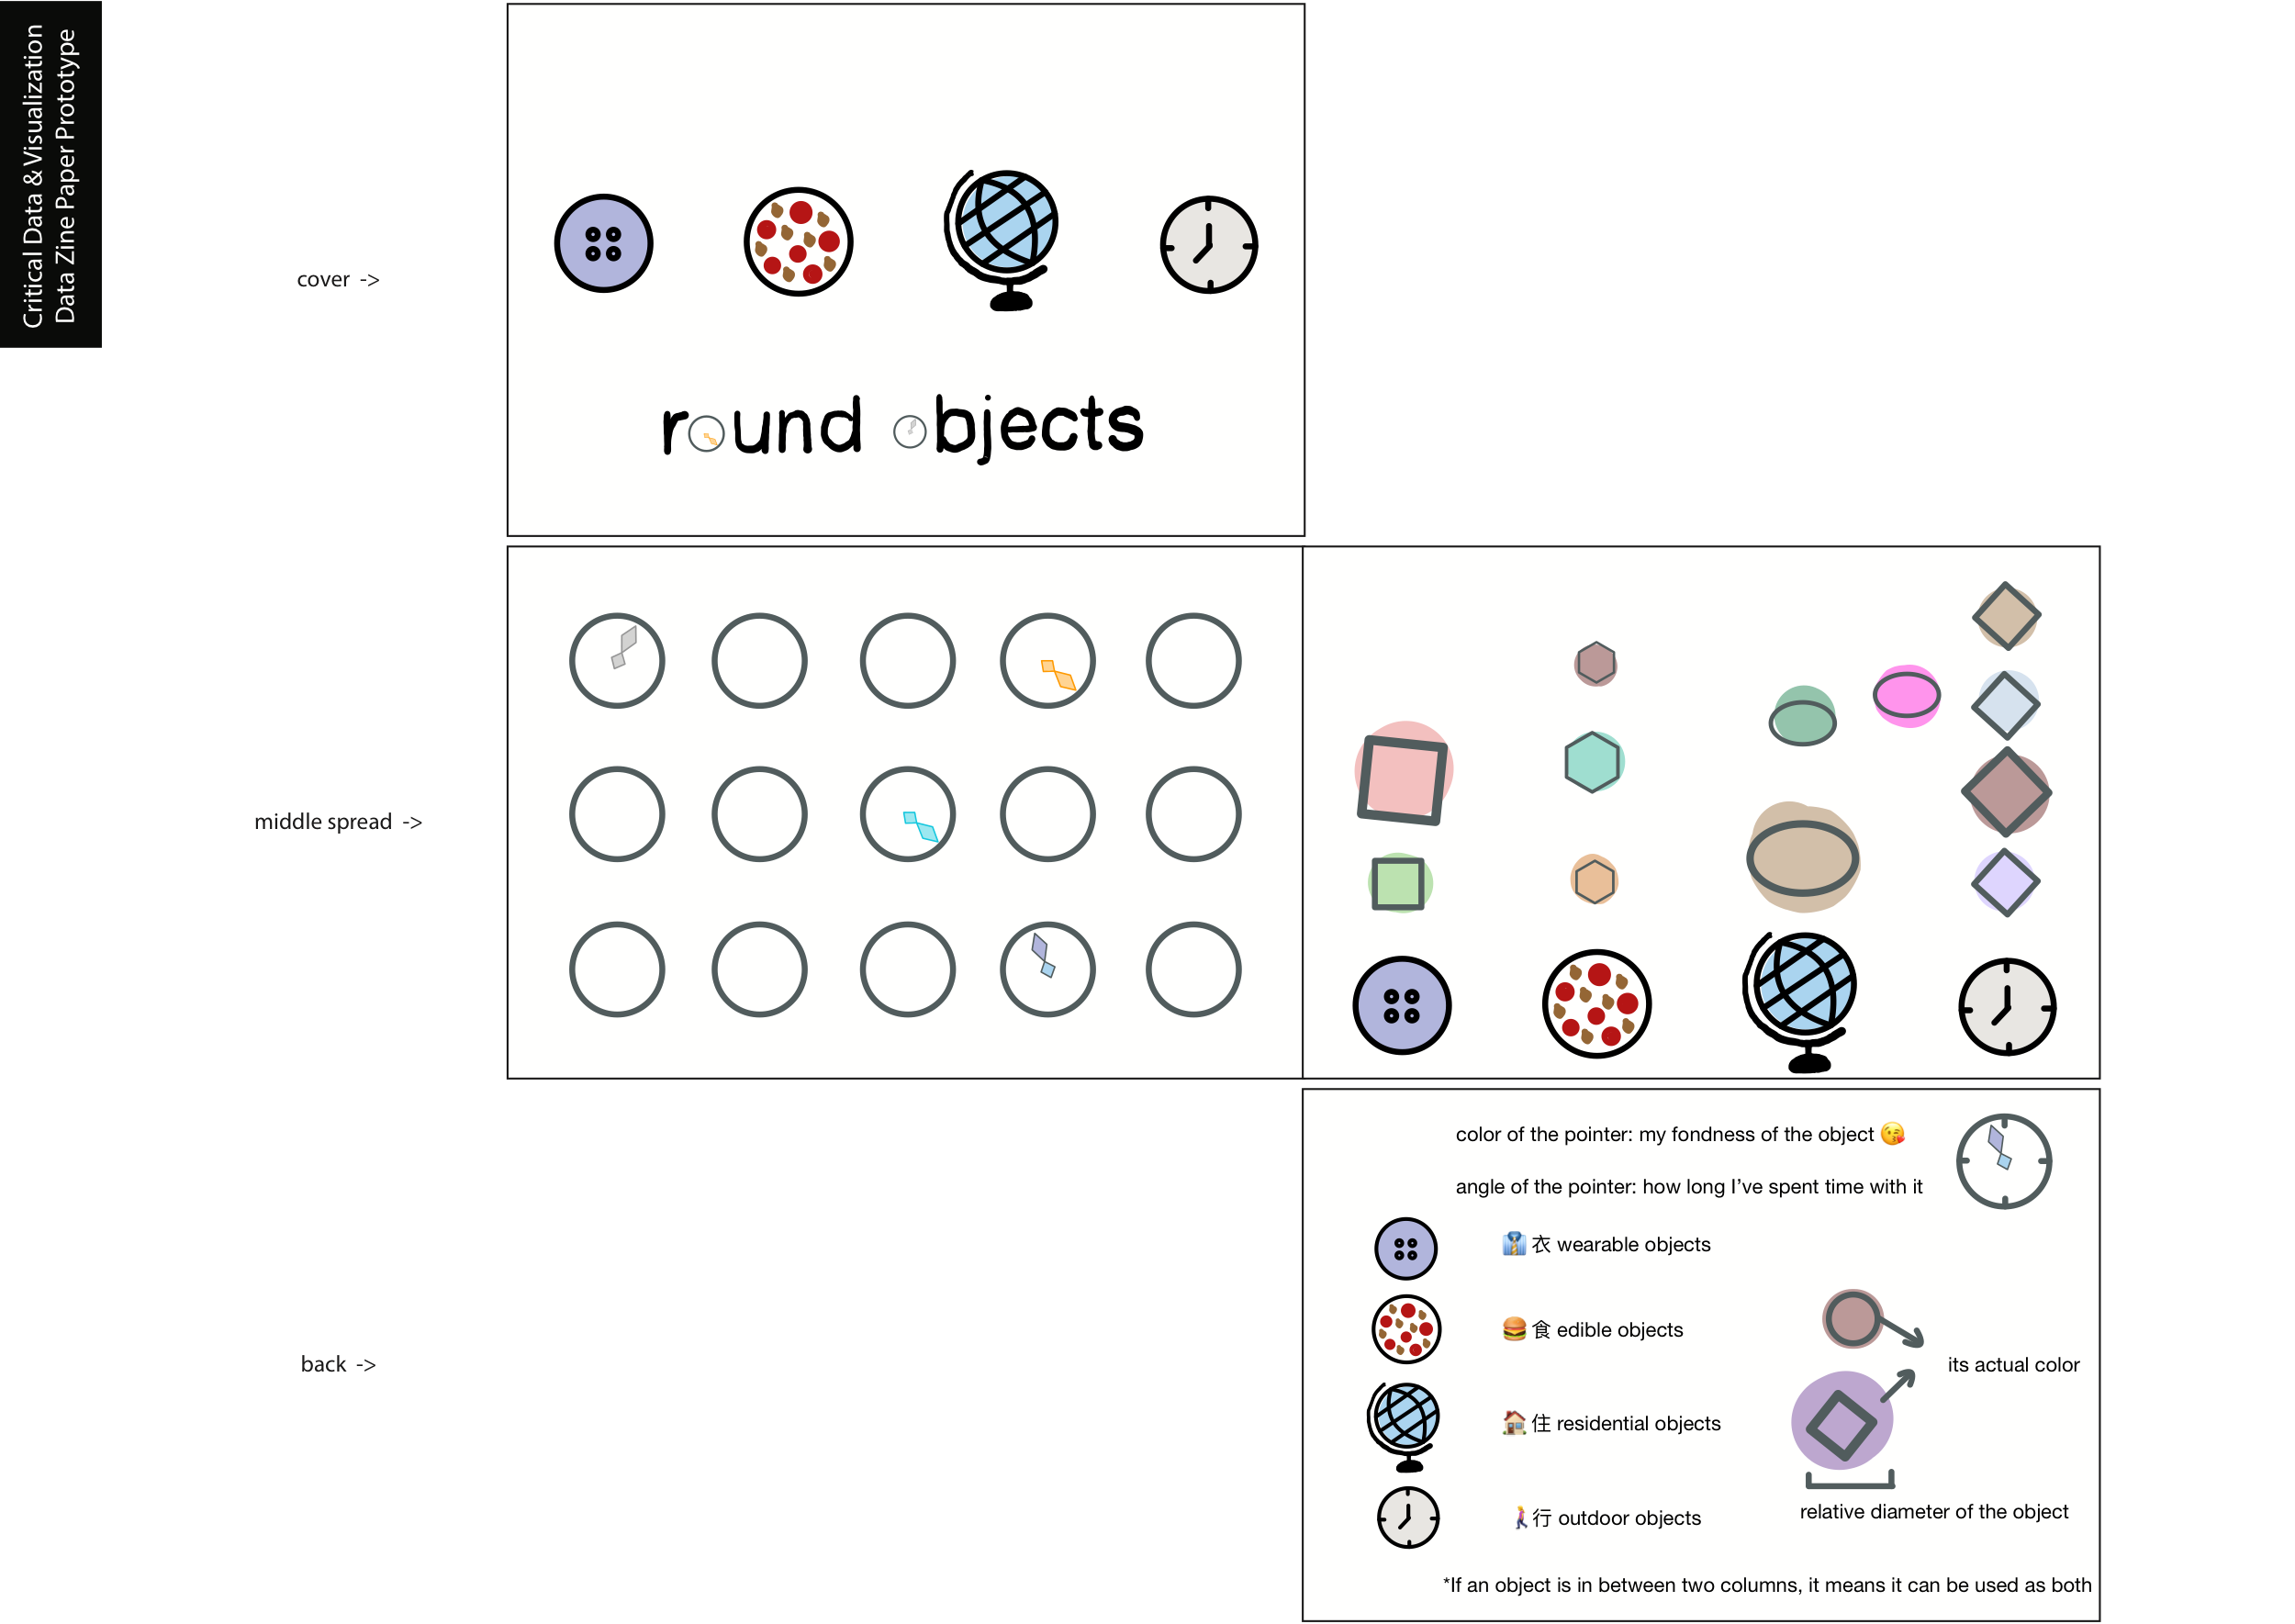 Critical Data & Visualization
Data Zine Paper Prototype
cover ->
round objects
middle spread ->
back ->
color of the pointer: my fondness of the object 😘
angle of the pointer: how long I’ve spent time with it
👔 衣 wearable objects
🍔 食 edible objects
its actual color
🏠 住 residential objects
relative diameter of the object
🚶 行 outdoor objects
*If an object is in between two columns, it means it can be used as both